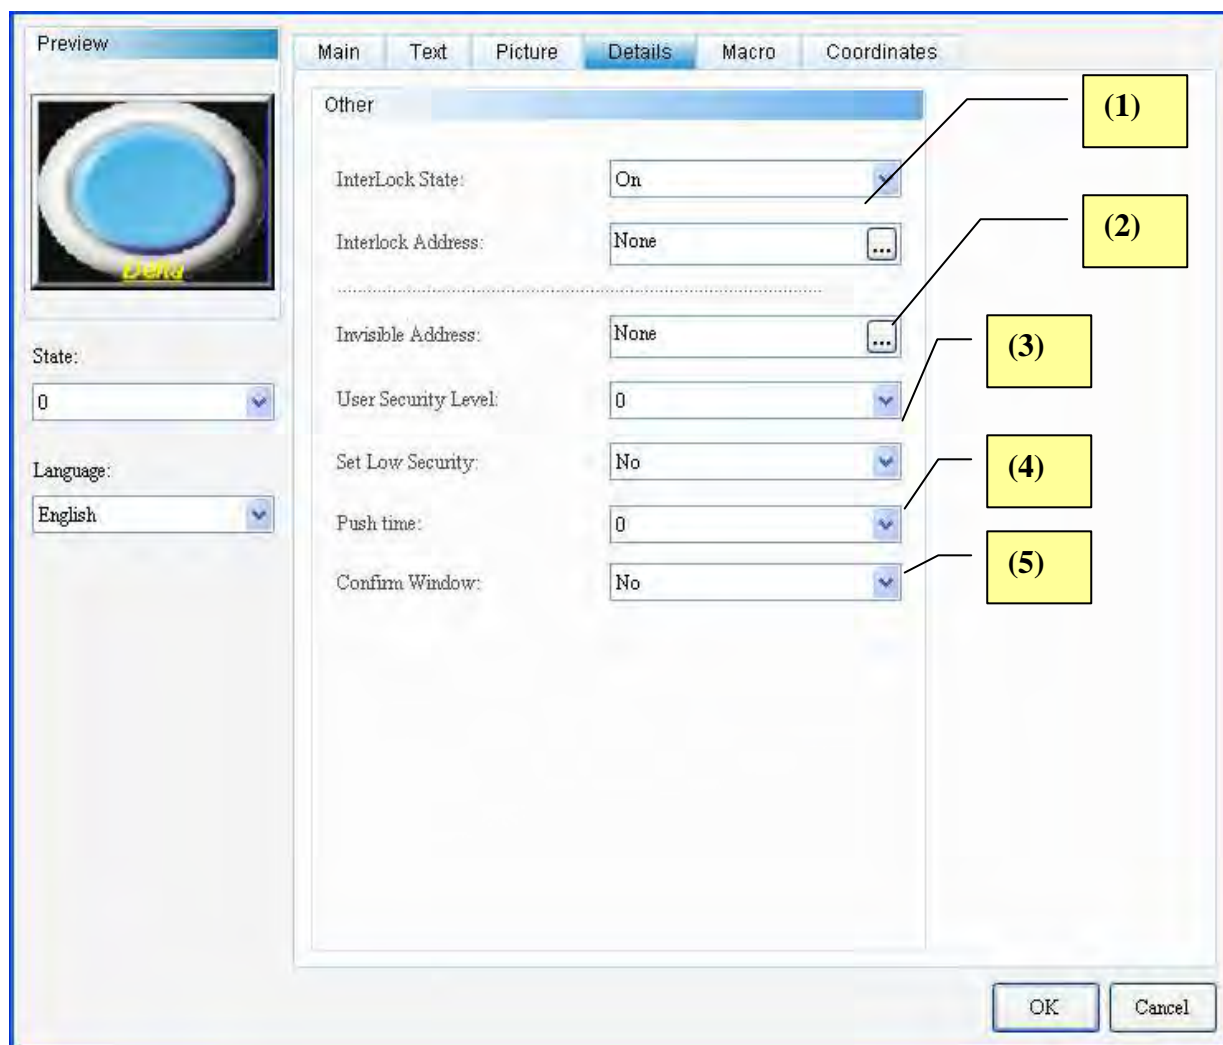 Preview
Main Text Picture Details Macro Coordinates
Other
(1)
InterLock State: On
Interlock Address: None ...
(2)
Delta
Invisible Address: None ...
(3)
State:
0
User Security Level: 0
Set Low Security: No
(4)
Language:
English
Push time: 0
Confirm Window: No
(5)
OK Cancel